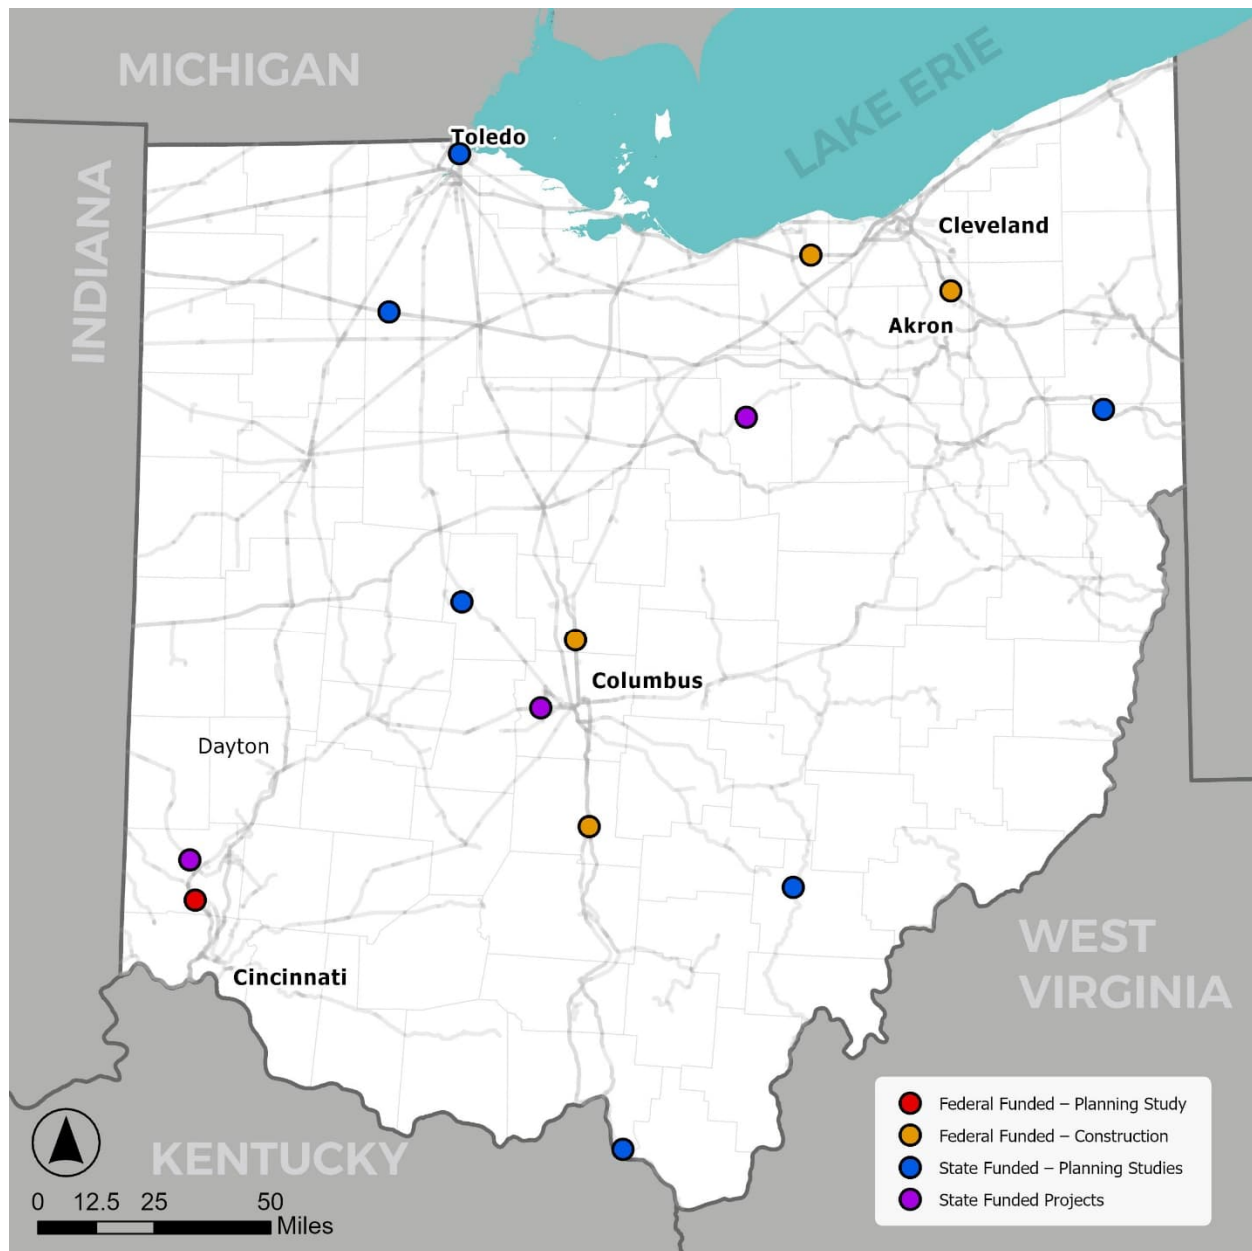 MICHIGAN
LAKE ERIE
Toledo
INDIANA
Cleveland
Akron
Columbus
Dayton
WEST
VIRGINIA
Cincinnati
Federal Funded – Planning Study
Federal Funded – Construction
KENTUCKY
State Funded – Planning Studies
State Funded Projects
0 12.5 25 50
Miles